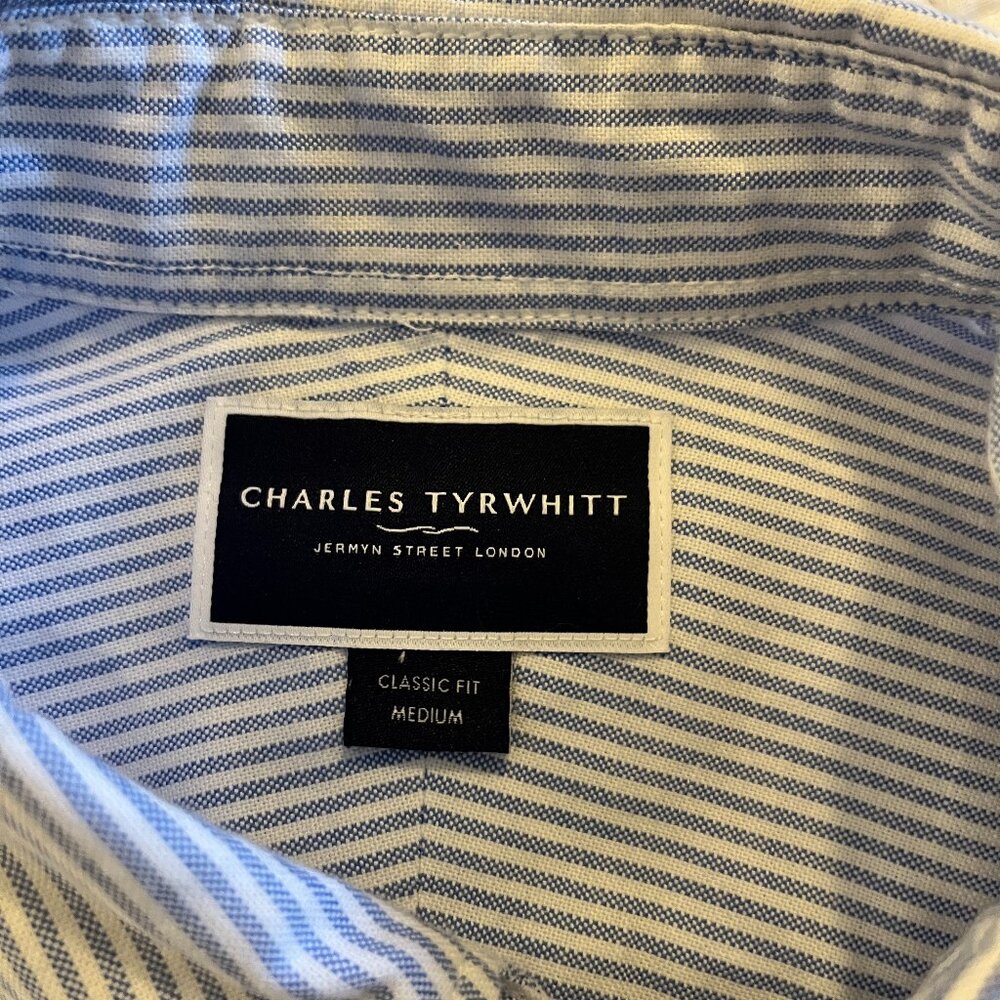 CHARLES TYRWHITT
JERMYN STREET LONDON
CLASSIC FIT
MEDIUM